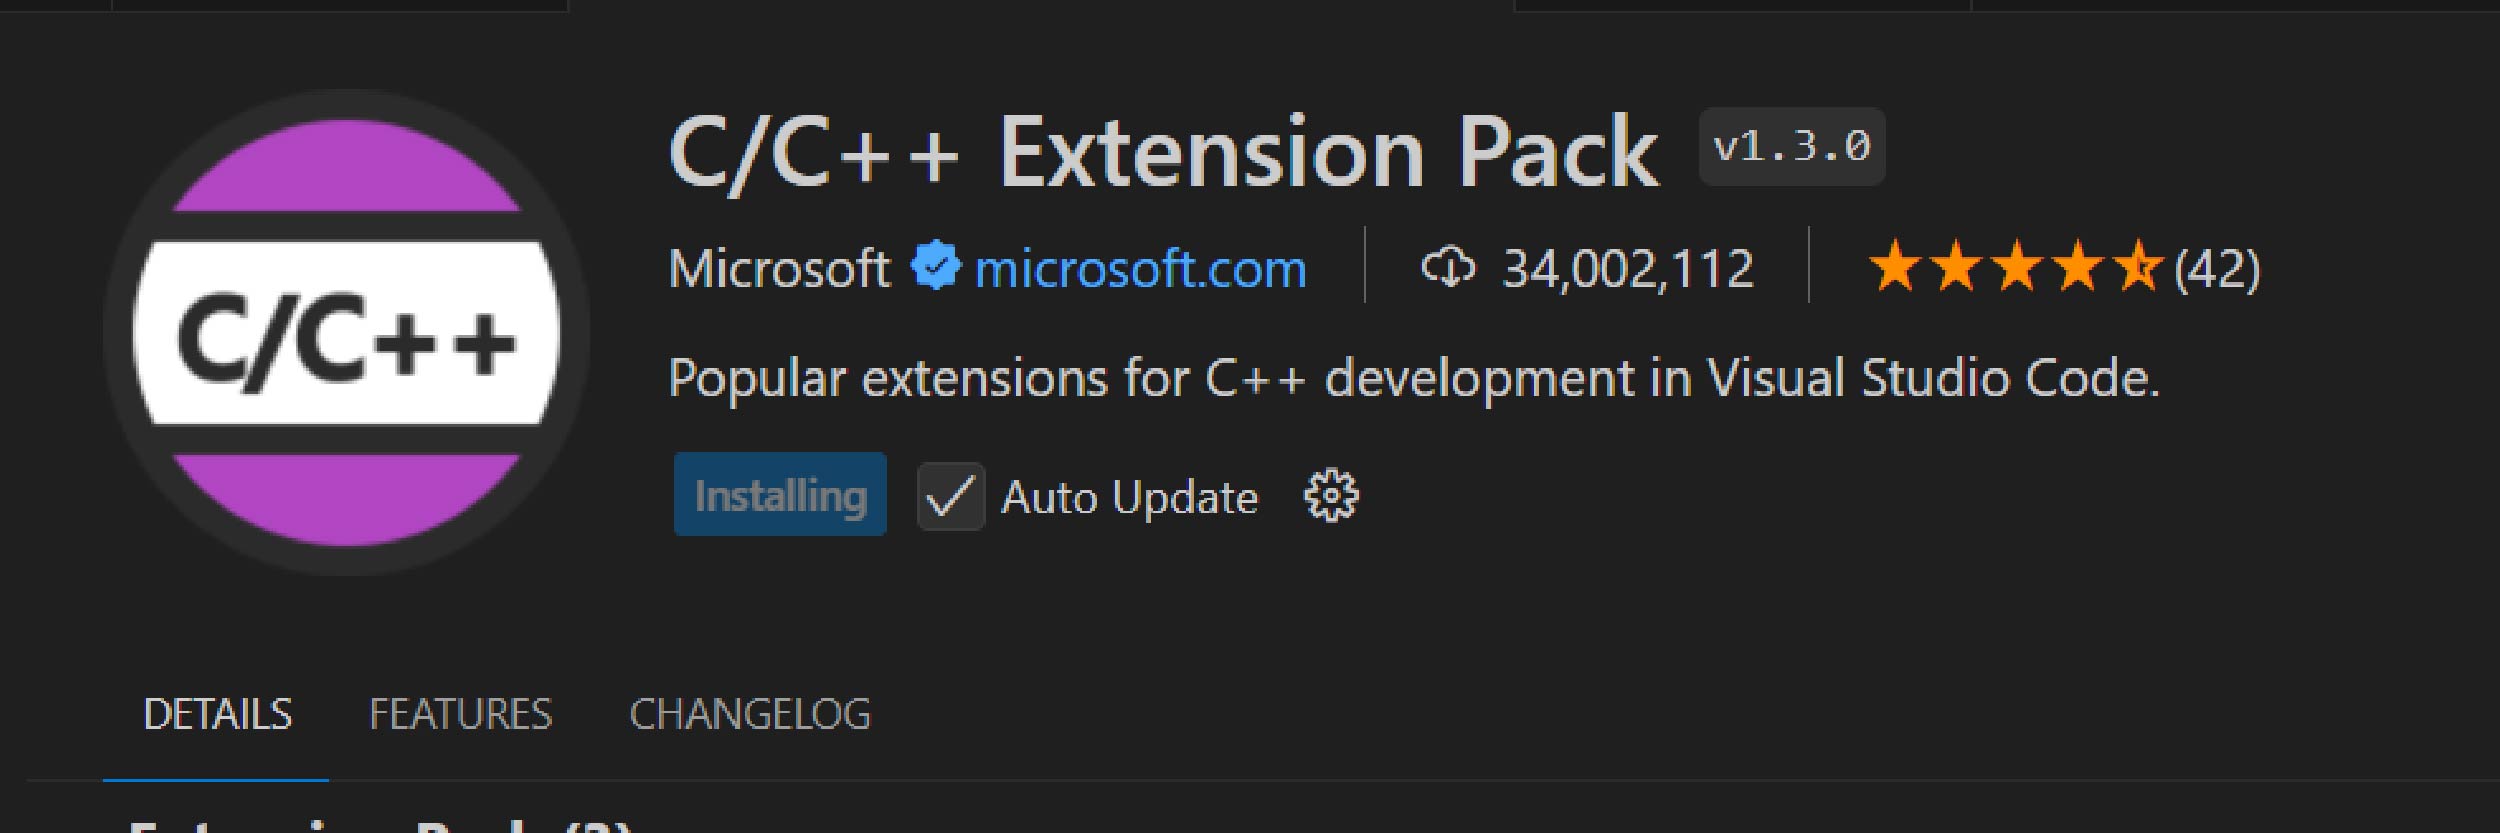 C/C++
C/C++ Extension Pack v1.3.0
Microsoft microsoft.com 34,002,112 (42)
Popular extensions for C++ development in Visual Studio Code.
Installing Auto Update
DETAILS FEATURES CHANGELOG